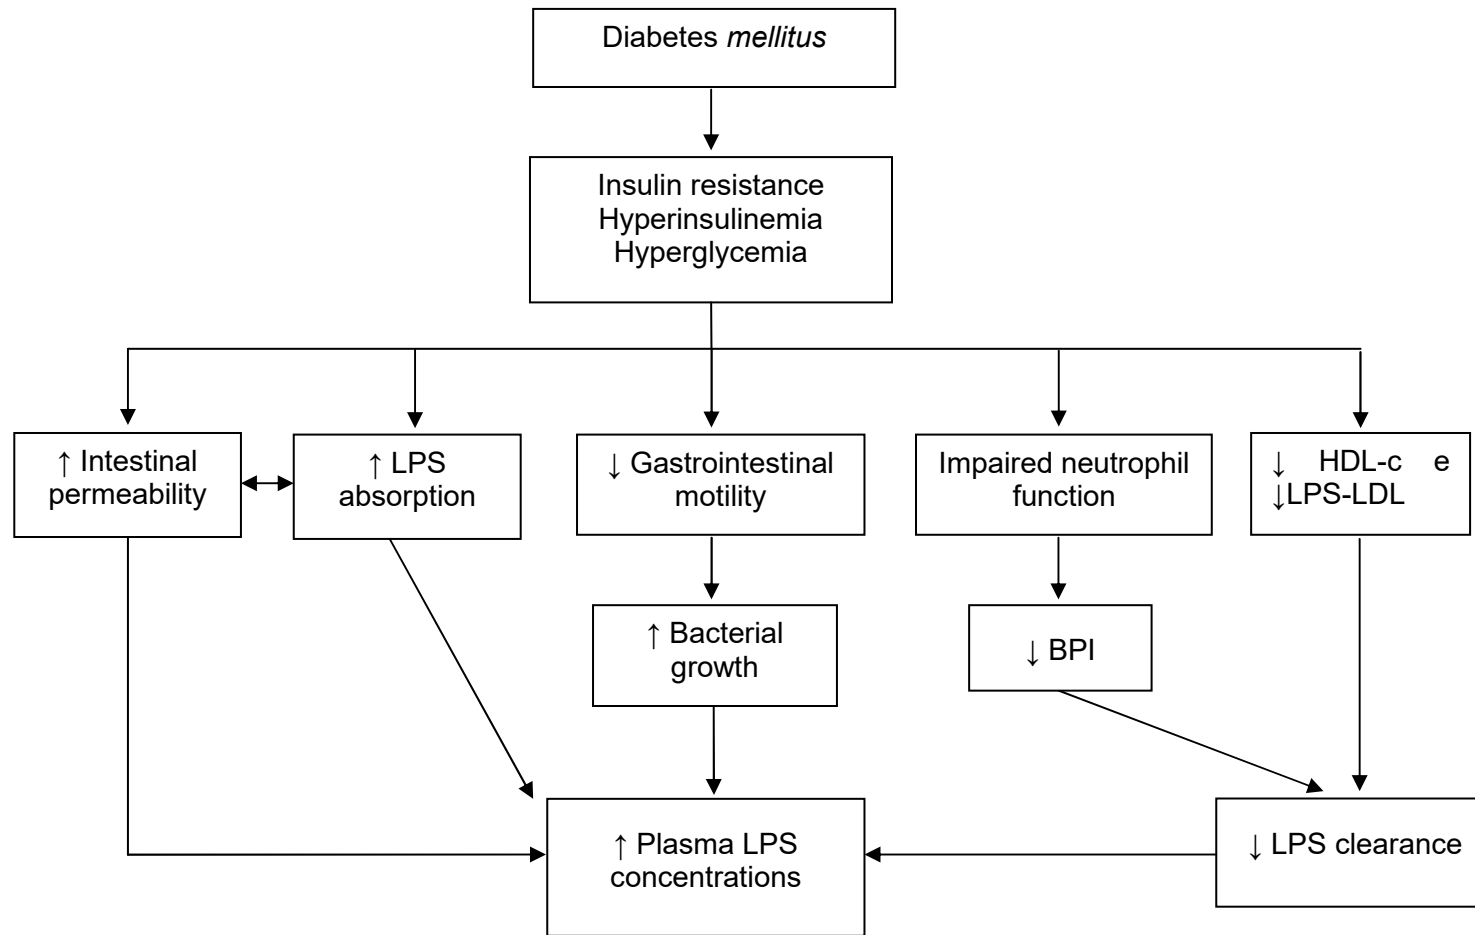 Diabetes mellitus
Insulin resistance
Hyperinsulinemia
Hyperglycemia
↑ Intestinal
permeability
↑ LPS
absorption
↓ Gastrointestinal
motility
Impaired neutrophil
function
↓ HDL-c e
↓LPS-LDL
↑ Bacterial
growth
↓ BPI
↑ Plasma LPS
concentrations
↓ LPS clearance